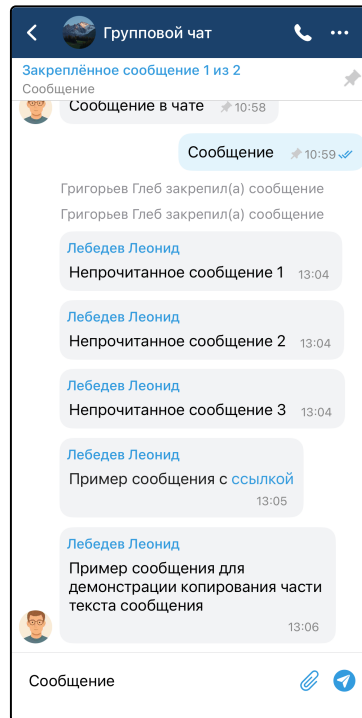 Групповой чат
Закреплённое сообщение 1 из 2
Сообщение
Сообщение в чате 10:58
Сообщение 10:59
Григорьев Глеб закрепил(а) сообщение
Григорьев Глеб закрепил(а) сообщение
Лебедев Леонид
Непрочитанное сообщение 1 13:04
Лебедев Леонид
Непрочитанное сообщение 2 13:04
Лебедев Леонид
Непрочитанное сообщение 3 13:04
Лебедев Леонид
Пример сообщения с ссылкой
13:05
Лебедев Леонид
Пример сообщения для
демонстрации копирования части
текста сообщения
13:06
Сообщение